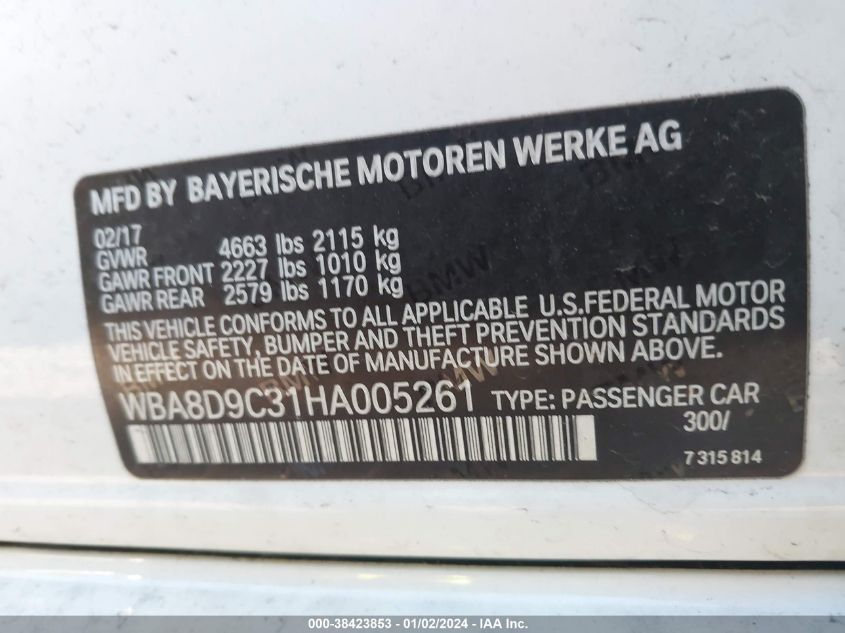 MFD BY BAYERISCHE MOTOREN WERKE AG
02/17
GVWR 4663 lbs 2115 kg
GAWR FRONT 2227 lbs 1010 kg
GAWR REAR 2579 lbs 1170 kg
THIS VEHICLE CONFORMS TO ALL APPLICABLE U.S.FEDERAL MOTOR
VEHICLE SAFETY, BUMPER AND THEFT PREVENTION STANDARDS
IN EFFECT ON THE DATE OF MANUFACTURE SHOWN ABOVE.
WBA8D9C31HA005261 TYPE: PASSENGER CAR
300/
7 315 814
000-38423853 - 01/02/2024 - IAA Inc.